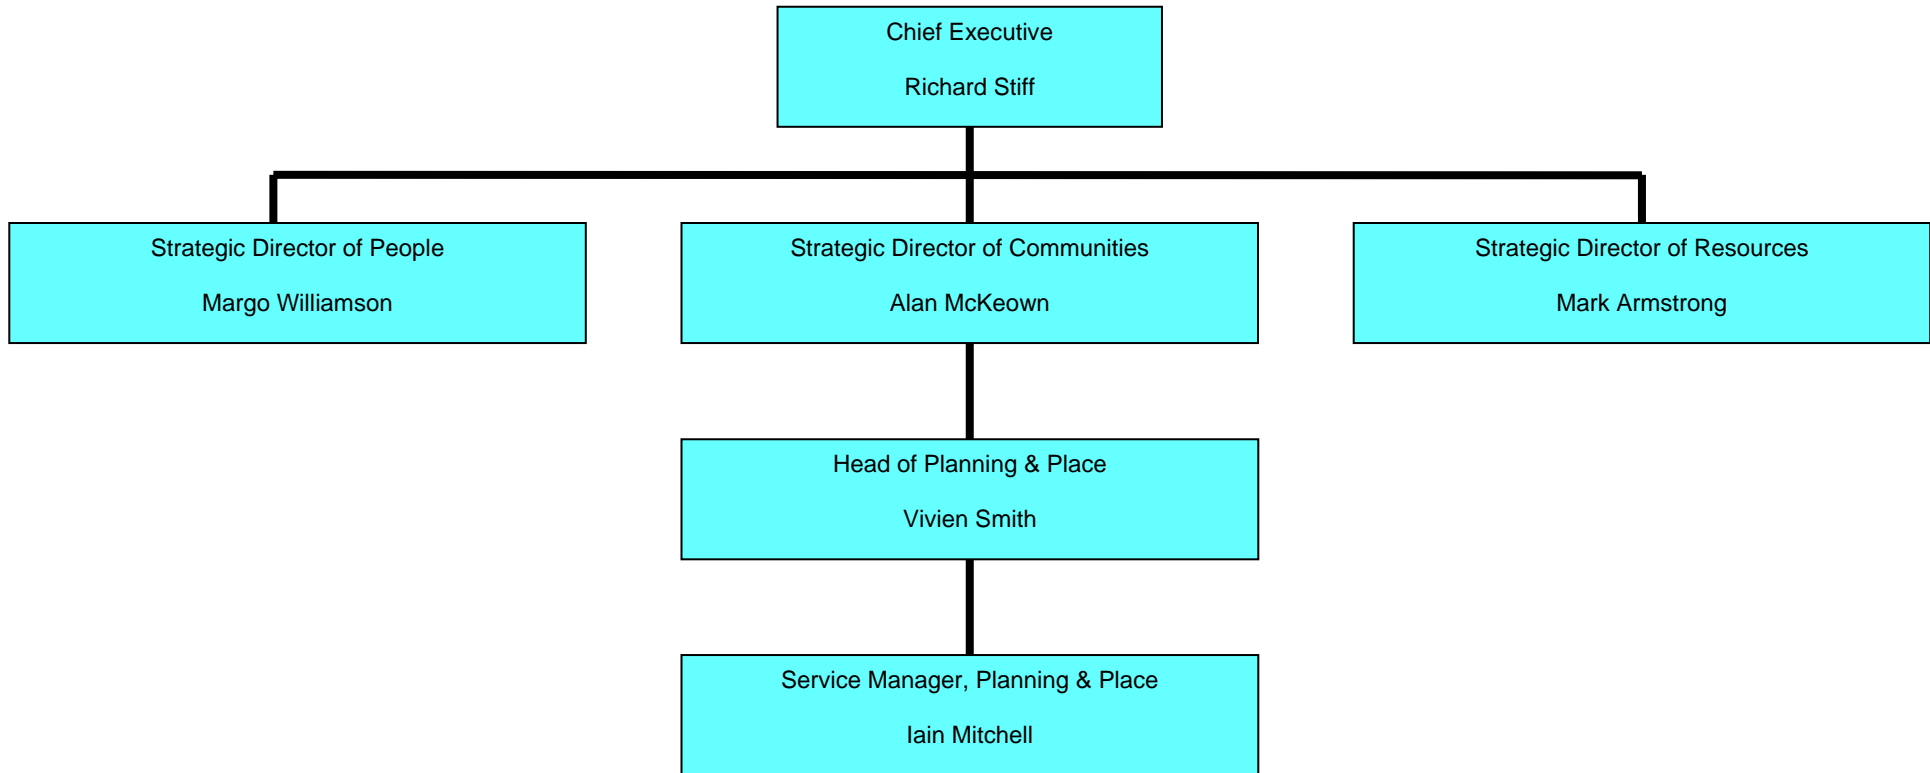 Chief Executive
Richard Stiff
Strategic Director of People
Margo Williamson
Strategic Director of Communities
Alan McKeown
Strategic Director of Resources
Mark Armstrong
Head of Planning & Place
Vivien Smith
Service Manager, Planning & Place
Iain Mitchell